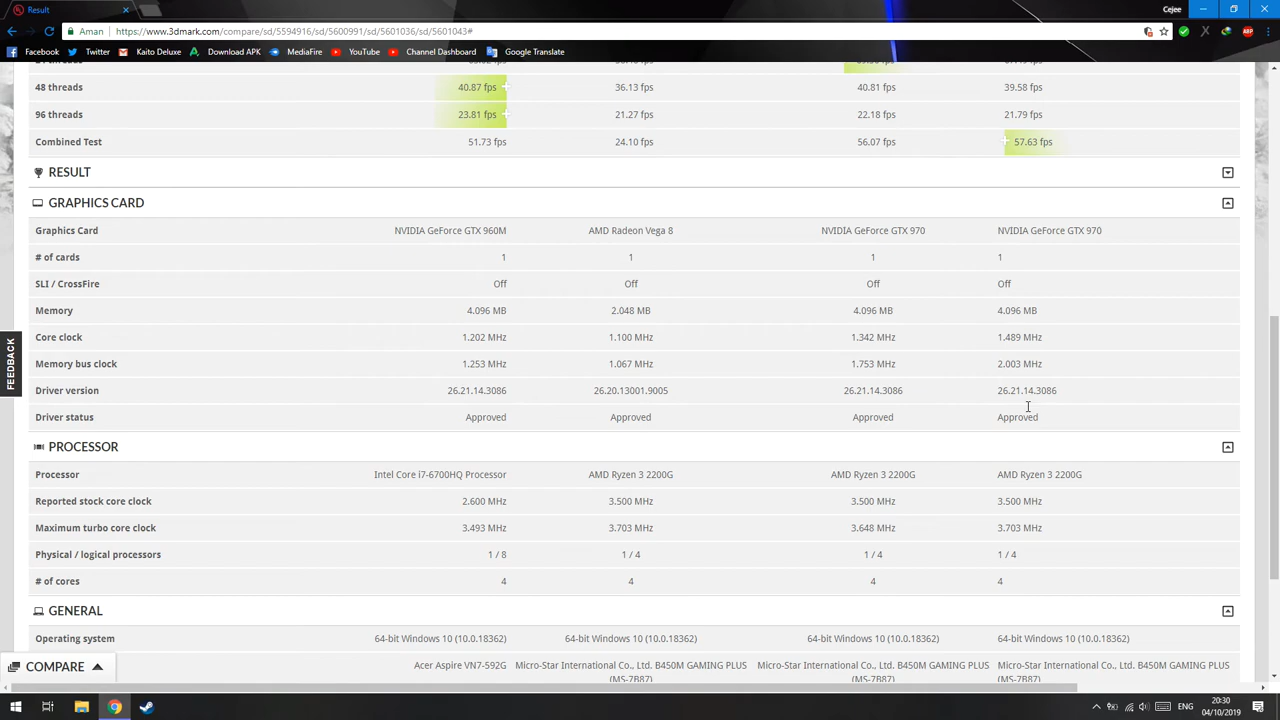 Result
Cejee
Aman https://www.3dmark.com/compare/sd/5594916/sd/5600991/sd/5601036/sd/5601043#
Facebook Twitter Kaito Deluxe Download APK MediaFire YouTube Channel Dashboard Google Translate
48 threads 40.87 fps 36.13 fps 40.81 fps 39.58 fps
96 threads 23.81 fps 21.27 fps 22.18 fps 21.79 fps
Combined Test 51.73 fps 24.10 fps 56.07 fps 57.63 fps
RESULT
GRAPHICS CARD
Graphics Card NVIDIA GeForce GTX 960M AMD Radeon Vega 8 NVIDIA GeForce GTX 970 NVIDIA GeForce GTX 970
# of cards 1 1 1 1
SLI / CrossFire Off Off Off Off
Memory 4.096 MB 2.048 MB 4.096 MB 4.096 MB
Core clock 1.202 MHz 1.100 MHz 1.342 MHz 1.489 MHz
Memory bus clock 1.253 MHz 1.067 MHz 1.753 MHz 2.003 MHz
Driver version 26.21.14.3086 26.20.13001.9005 26.21.14.3086 26.21.14.3086
Driver status Approved Approved Approved Approved
FEEDBACK
PROCESSOR
Processor Intel Core i7-6700HQ Processor AMD Ryzen 3 2200G AMD Ryzen 3 2200G AMD Ryzen 3 2200G
Reported stock core clock 2.600 MHz 3.500 MHz 3.500 MHz 3.500 MHz
Maximum turbo core clock 3.493 MHz 3.703 MHz 3.648 MHz 3.703 MHz
Physical / logical processors 1 / 8 1 / 4 1 / 4 1 / 4
# of cores 4 4 4 4
GENERAL
Operating system 64-bit Windows 10 (10.0.18362) 64-bit Windows 10 (10.0.18362) 64-bit Windows 10 (10.0.18362) 64-bit Windows 10 (10.0.18362)
COMPARE Acer Aspire VN7-592G Micro-Star International Co., Ltd. B450M GAMING PLUS Micro-Star International Co., Ltd. B450M GAMING PLUS Micro-Star International Co., Ltd. B450M GAMING PLUS
(MS-7B87) (MS-7B87) (MS-7B87)
ENG 20:30
04/10/2019